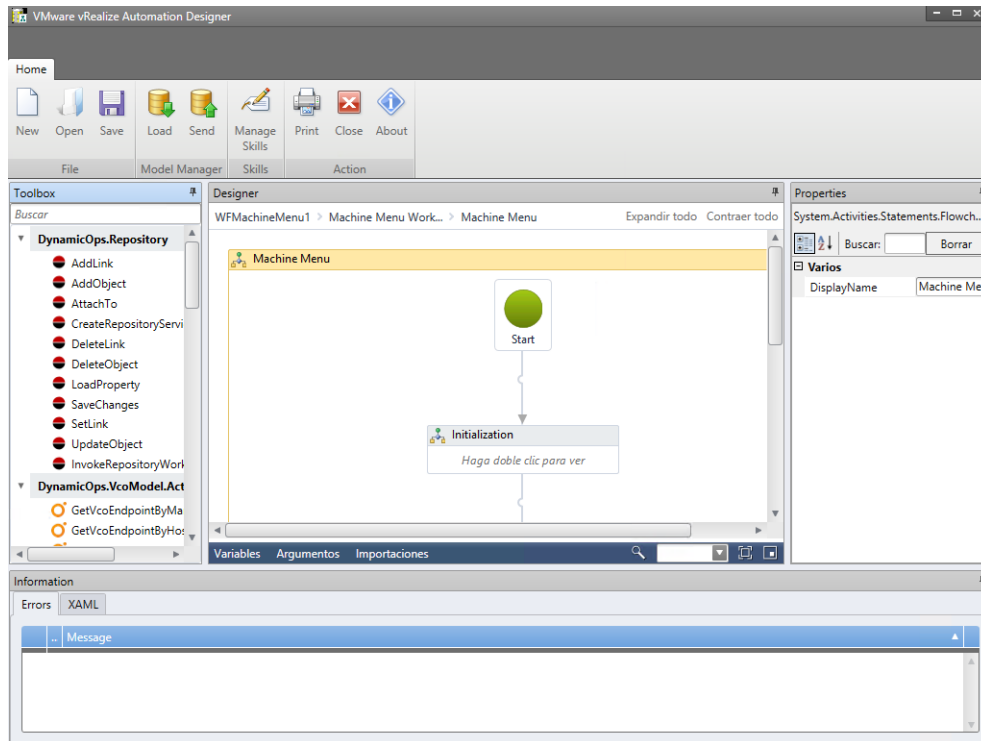 VMware vRealize Automation Designer
Home
New Open Save Load Send Manage Skills Print Close About
File Model Manager Skills Action
Toolbox
Buscar
DynamicOps.Repository
AddLink
AddObject
AttachTo
CreateRepositoryServi
DeleteLink
DeleteObject
LoadProperty
SaveChanges
SetLink
UpdateObject
InvokeRepositoryWork
DynamicOps.VcoModel.Act
GetVcoEndpointByMa
GetVcoEndpointByHos
Designer
WFMachineMenu1 > Machine Menu Work... > Machine Menu Expandir todo Contraer todo
Machine Menu
Start
Initialization
Haga doble clic para ver
Variables Argumentos Importaciones
Properties
System.Activities.Statements.Flowch...
Buscar: Borrar
Varios
DisplayName Machine Me
Information
Errors XAML
.. Message